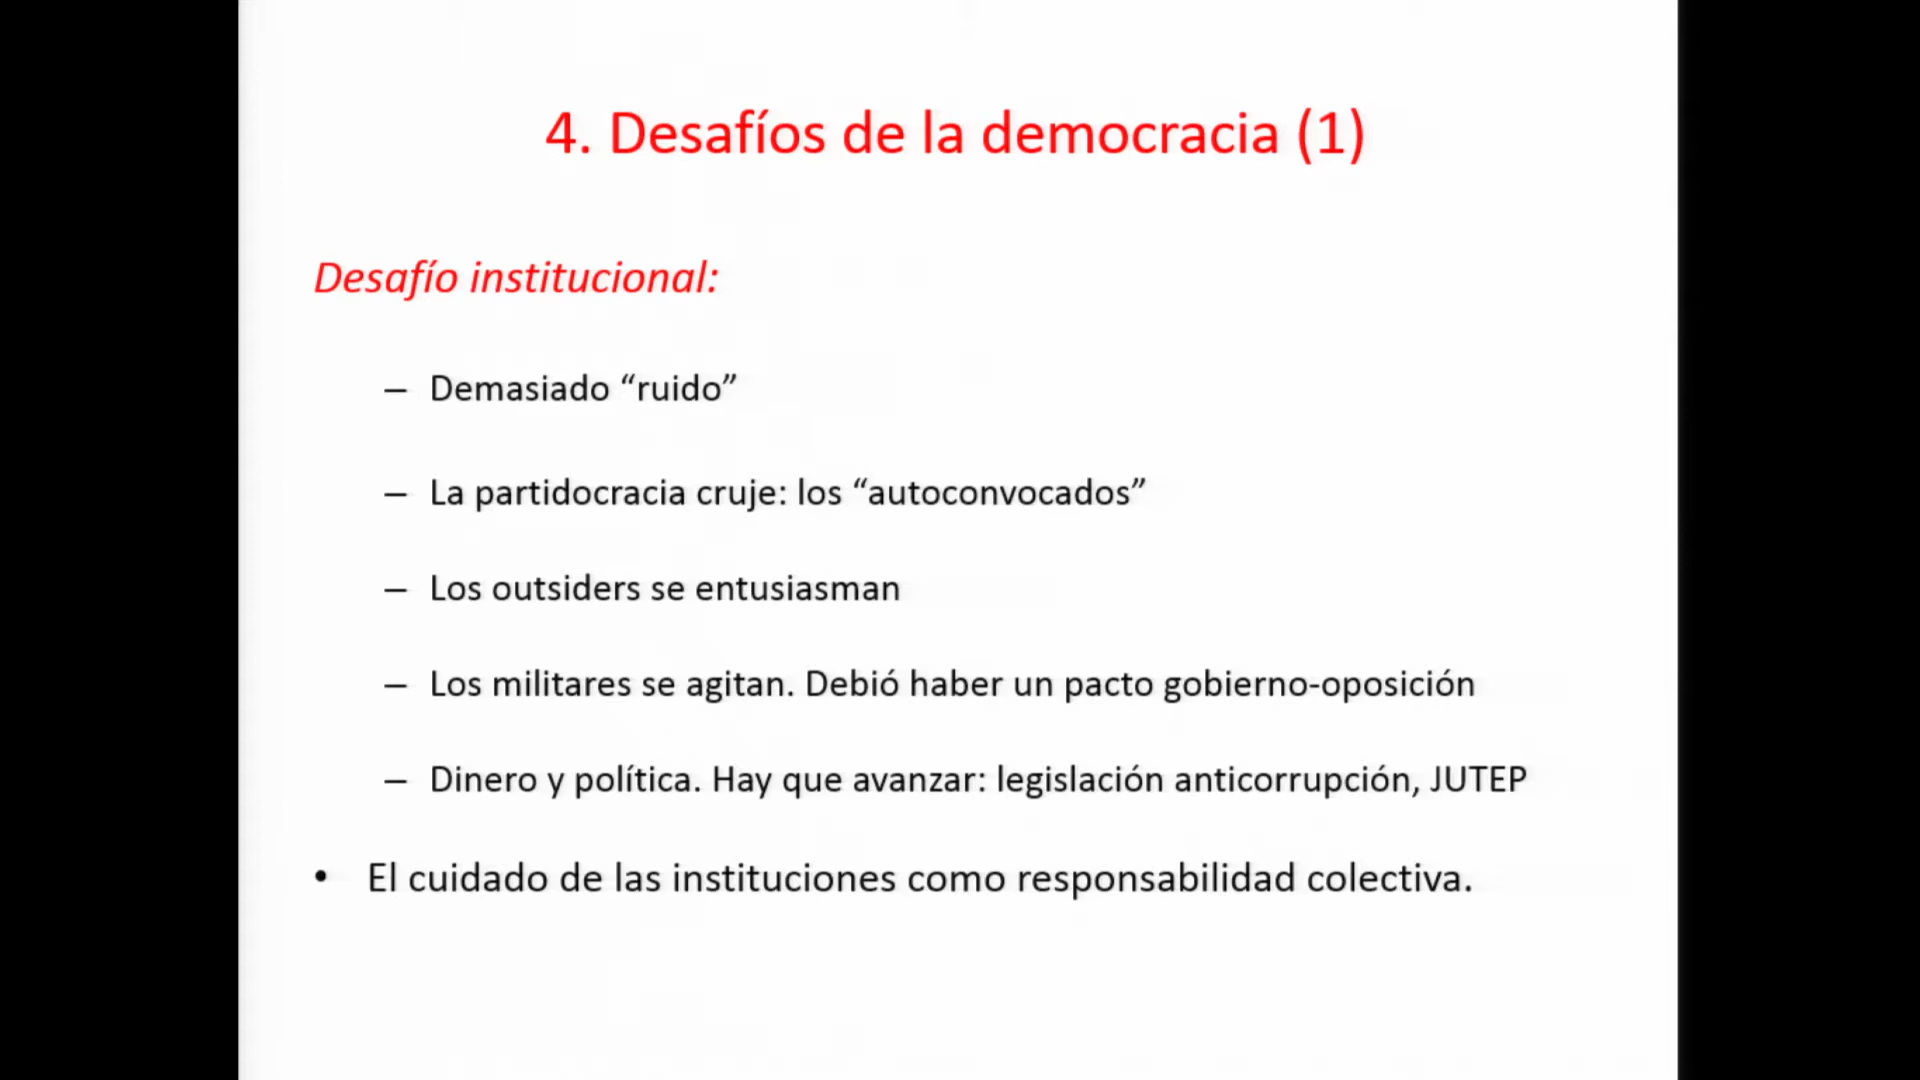 4. Desafíos de la democracia (1)
Desafío institucional:
– Demasiado “ruido”
– La partidocracia cruje: los “autoconvocados”
– Los outsiders se entusiasman
– Los militares se agitan. Debió haber un pacto gobierno-oposición
– Dinero y política. Hay que avanzar: legislación anticorrupción, JUTEP
• El cuidado de las instituciones como responsabilidad colectiva.